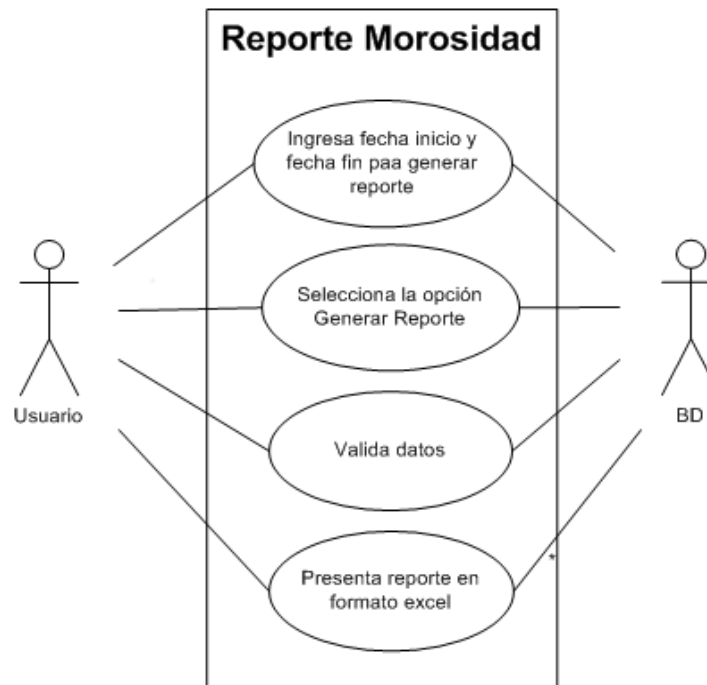 Reporte Morosidad
Ingresa fecha inicio y
fecha fin paa generar
reporte
Selecciona la opción
Generar Reporte
Usuario
BD
Valida datos
*
Presenta reporte en
formato excel